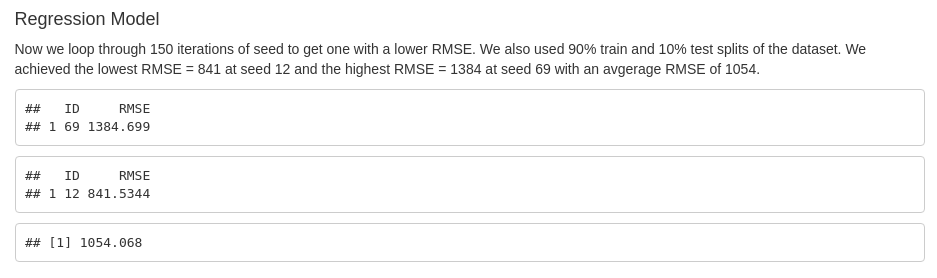 Regression Model
Now we loop through 150 iterations of seed to get one with a lower RMSE. We also used 90% train and 10% test splits of the dataset. We
achieved the lowest RMSE = 841 at seed 12 and the highest RMSE = 1384 at seed 69 with an avgerage RMSE of 1054.
##   ID     RMSE
## 1 69 1384.699
##   ID     RMSE
## 1 12 841.5344
## [1] 1054.068